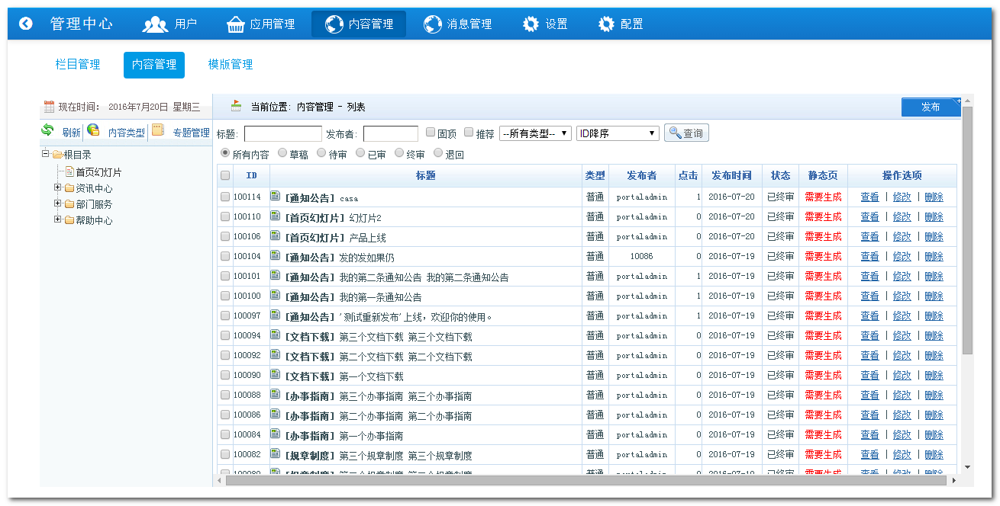 管理中心 用户 应用管理 内容管理 消息管理 设置 配置
栏目管理 内容管理 模版管理
现在时间： 2016年7月20日 星期三
刷新 内容类型 专题管理
根目录
首页幻灯片
资讯中心
部门服务
帮助中心
当前位置: 内容管理 - 列表 发布
标题: 发布者: 固顶 推荐 --所有类型-- ID降序 查询
所有内容 草稿 待审 已审 终审 退回
ID 标题 类型 发布者 点击 发布时间 状态 静态页 操作选项
100114 [通知公告] casa 普通 portaladmin 1 2016-07-20 已终审 需要生成 查看 | 修改 | 删除
100110 [首页幻灯片] 幻灯片2 普通 portaladmin 0 2016-07-20 已终审 需要生成 查看 | 修改 | 删除
100106 [首页幻灯片] 产品上线 普通 portaladmin 0 2016-07-20 已终审 需要生成 查看 | 修改 | 删除
100104 [通知公告] 发的发如果仍 普通 10086 0 2016-07-19 已终审 需要生成 查看 | 修改 | 删除
100101 [通知公告] 我的第二条通知公告 我的第二条通知公告 普通 portaladmin 1 2016-07-19 已终审 需要生成 查看 | 修改 | 删除
100100 [通知公告] 我的第一条通知公告 普通 portaladmin 1 2016-07-19 已终审 需要生成 查看 | 修改 | 删除
100097 [通知公告] '测试重新发布'上线，欢迎你的使用。 普通 portaladmin 1 2016-07-19 已终审 需要生成 查看 | 修改 | 删除
100094 [文档下载] 第三个文档下载 第三个文档下载 普通 portaladmin 0 2016-07-19 已终审 需要生成 查看 | 修改 | 删除
100092 [文档下载] 第二个文档下载 第二个文档下载 普通 portaladmin 0 2016-07-19 已终审 需要生成 查看 | 修改 | 删除
100090 [文档下载] 第一个文档下载 普通 portaladmin 0 2016-07-19 已终审 需要生成 查看 | 修改 | 删除
100088 [办事指南] 第三个办事指南 第三个办事指南 普通 portaladmin 0 2016-07-19 已终审 需要生成 查看 | 修改 | 删除
100086 [办事指南] 第二个办事指南 第二个办事指南 普通 portaladmin 0 2016-07-19 已终审 需要生成 查看 | 修改 | 删除
100084 [办事指南] 第一个办事指南 普通 portaladmin 0 2016-07-19 已终审 需要生成 查看 | 修改 | 删除
100082 [规章制度] 第三个规章制度 第三个规章制度 普通 portaladmin 0 2016-07-19 已终审 需要生成 查看 | 修改 | 删除